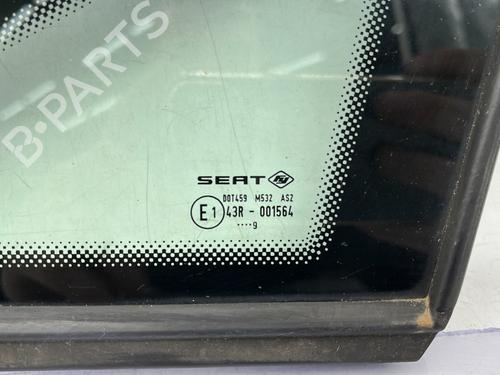 B-PARTS
SEAT
DOT459 M532 AS2
E1 43R - 001564
....9